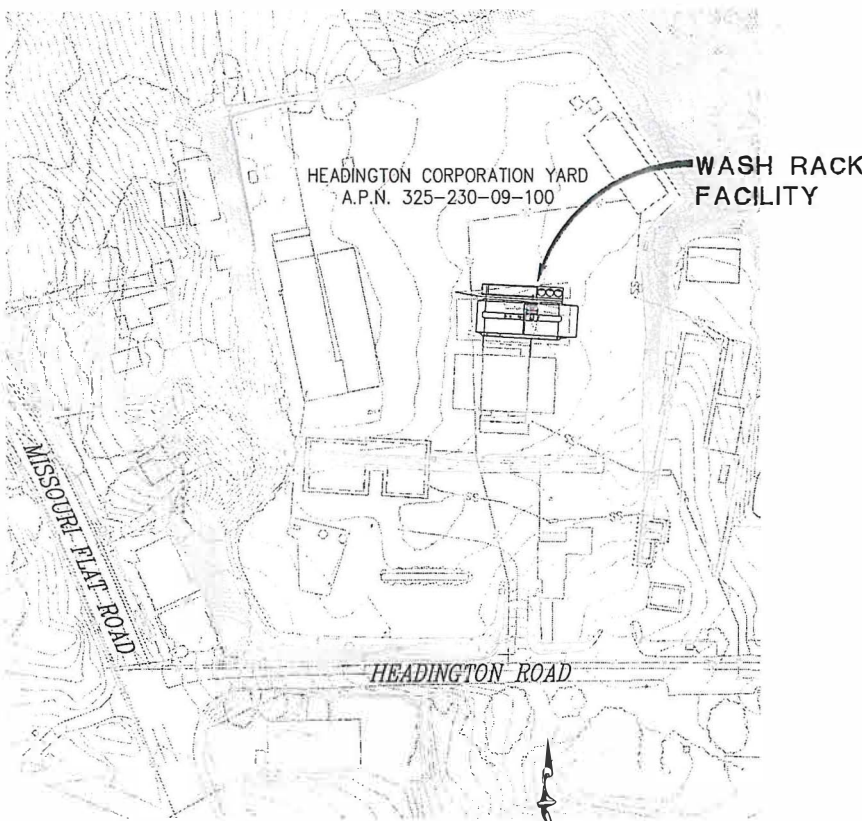 HEADINGTON CORPORATION YARD
A.P.N. 325-230-09-100
WASH RACK
FACILITY
MISSOURI FLAT ROAD
HEADINGTON ROAD